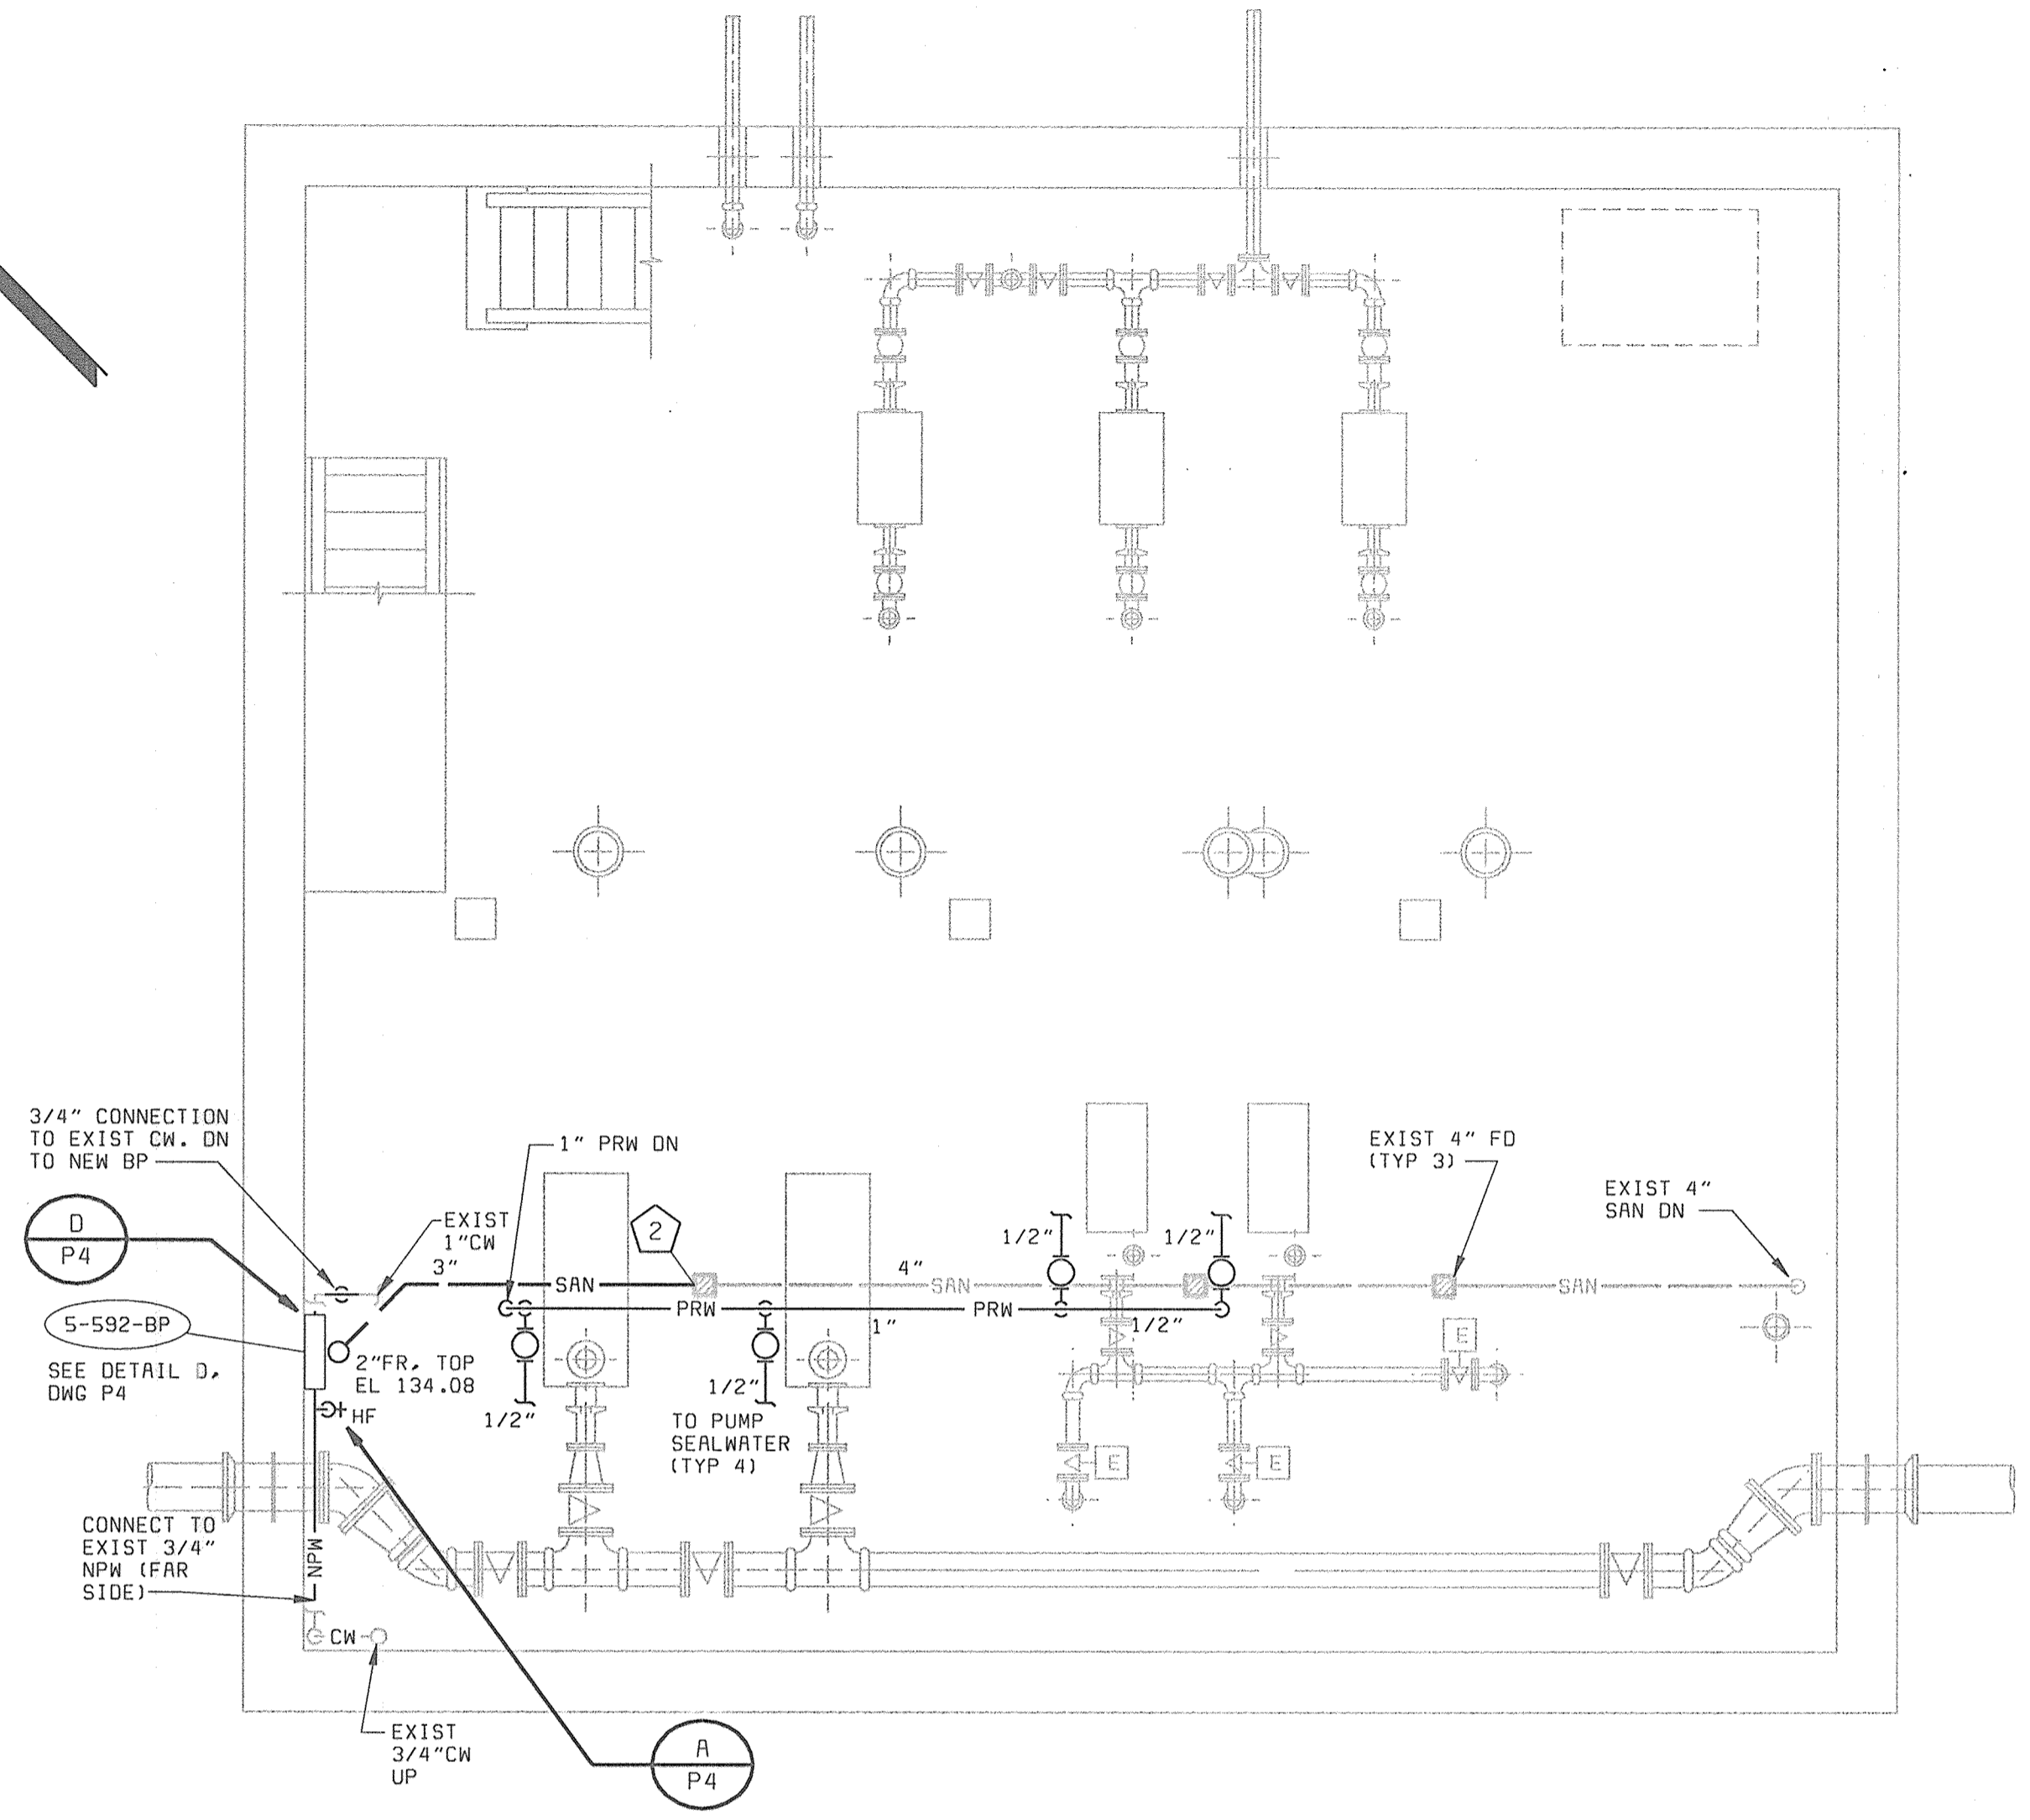 3/4" CONNECTION
TO EXIST CW. DN
TO NEW BP
1" PRW DN
EXIST 4" FD
(TYP 3)
EXIST 4"
SAN DN
D
P4
EXIST
1"CW
3"
2
SAN
4"
SAN
1/2"
1/2"
SAN
PRW
PRW
1"
1/2"
5-592-BP
SEE DETAIL D,
DWG P4
2"FR, TOP
EL 134.08
HF
1/2"
1/2"
TO PUMP
SEALWATER
(TYP 4)
E
E
E
CONNECT TO
EXIST 3/4"
NPW (FAR
SIDE)
NPW
CW
EXIST
3/4"CW
UP
A
P4